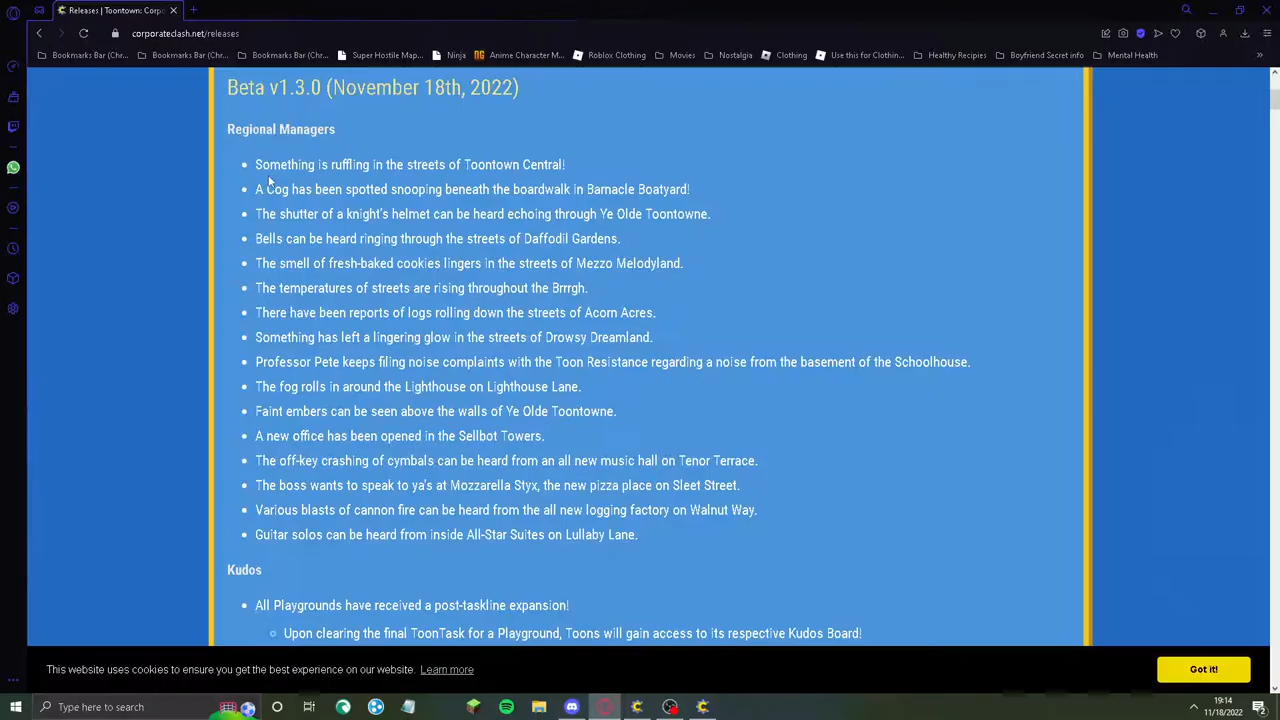 Releases | Toontown: Corpo
corporateclash.net/releases
Bookmarks Bar (Chr...
Bookmarks Bar (Chr...
Bookmarks Bar (Chr...
Super Hostile Map...
Ninja
Anime Character M...
Roblox Clothing
Movies
Nostalgia
Clothing
Use this for Clothin...
Healthy Recipies
Boyfriend Secret info
Mental Health
Beta v1.3.0 (November 18th, 2022)
Regional Managers
Something is ruffling in the streets of Toontown Central!
A Cog has been spotted snooping beneath the boardwalk in Barnacle Boatyard!
The shutter of a knight's helmet can be heard echoing through Ye Olde Toontowne.
Bells can be heard ringing through the streets of Daffodil Gardens.
The smell of fresh-baked cookies lingers in the streets of Mezzo Melodyland.
The temperatures of streets are rising throughout the Brrrgh.
There have been reports of logs rolling down the streets of Acorn Acres.
Something has left a lingering glow in the streets of Drowsy Dreamland.
Professor Pete keeps filing noise complaints with the Toon Resistance regarding a noise from the basement of the Schoolhouse.
The fog rolls in around the Lighthouse on Lighthouse Lane.
Faint embers can be seen above the walls of Ye Olde Toontowne.
A new office has been opened in the Sellbot Towers.
The off-key crashing of cymbals can be heard from an all new music hall on Tenor Terrace.
The boss wants to speak to ya's at Mozzarella Styx, the new pizza place on Sleet Street.
Various blasts of cannon fire can be heard from the all new logging factory on Walnut Way.
Guitar solos can be heard from inside All-Star Suites on Lullaby Lane.
Kudos
All Playgrounds have received a post-taskline expansion!
Upon clearing the final ToonTask for a Playground, Toons will gain access to its respective Kudos Board!
This website uses cookies to ensure you get the best experience on our website. Learn more
Got it!
Type here to search
19:14
11/18/2022
2